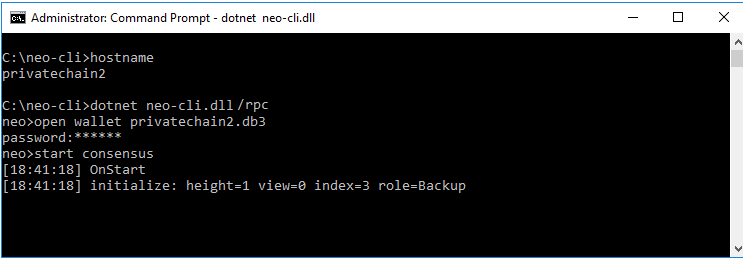 Administrator: Command Prompt - dotnet  neo-cli.dll
C:\neo-cli>hostname
privatechain2
C:\neo-cli>dotnet neo-cli.dll /rpc
neo>open wallet privatechain2.db3
password:******
neo>start consensus
[18:41:18] OnStart
[18:41:18] initialize: height=1 view=0 index=3 role=Backup